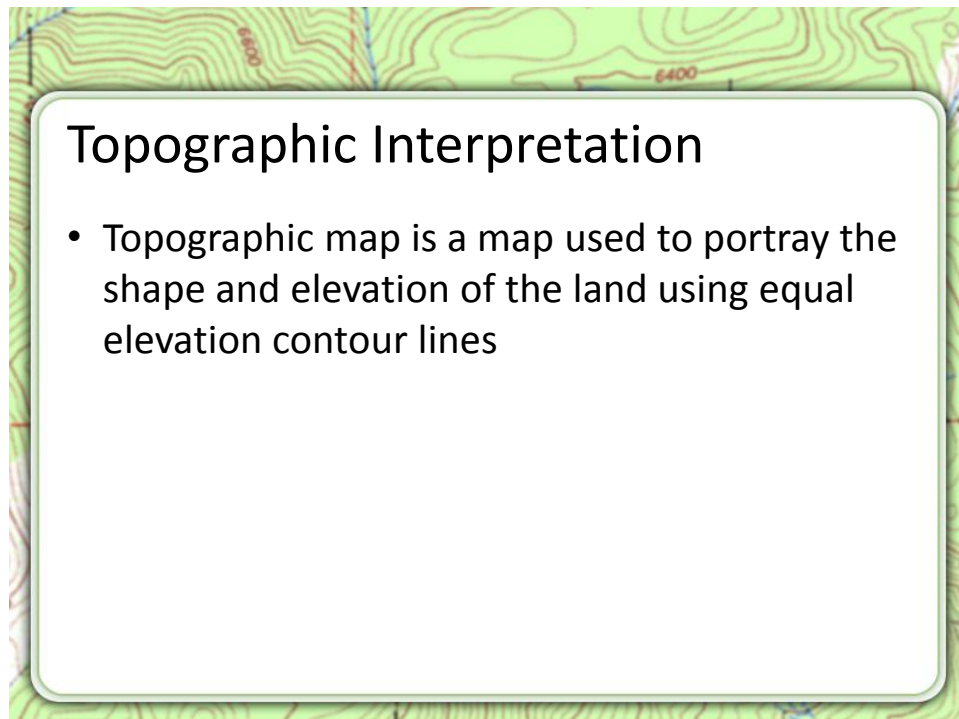 6600
6400
Topographic Interpretation
• Topographic map is a map used to portray the
shape and elevation of the land using equal
elevation contour lines